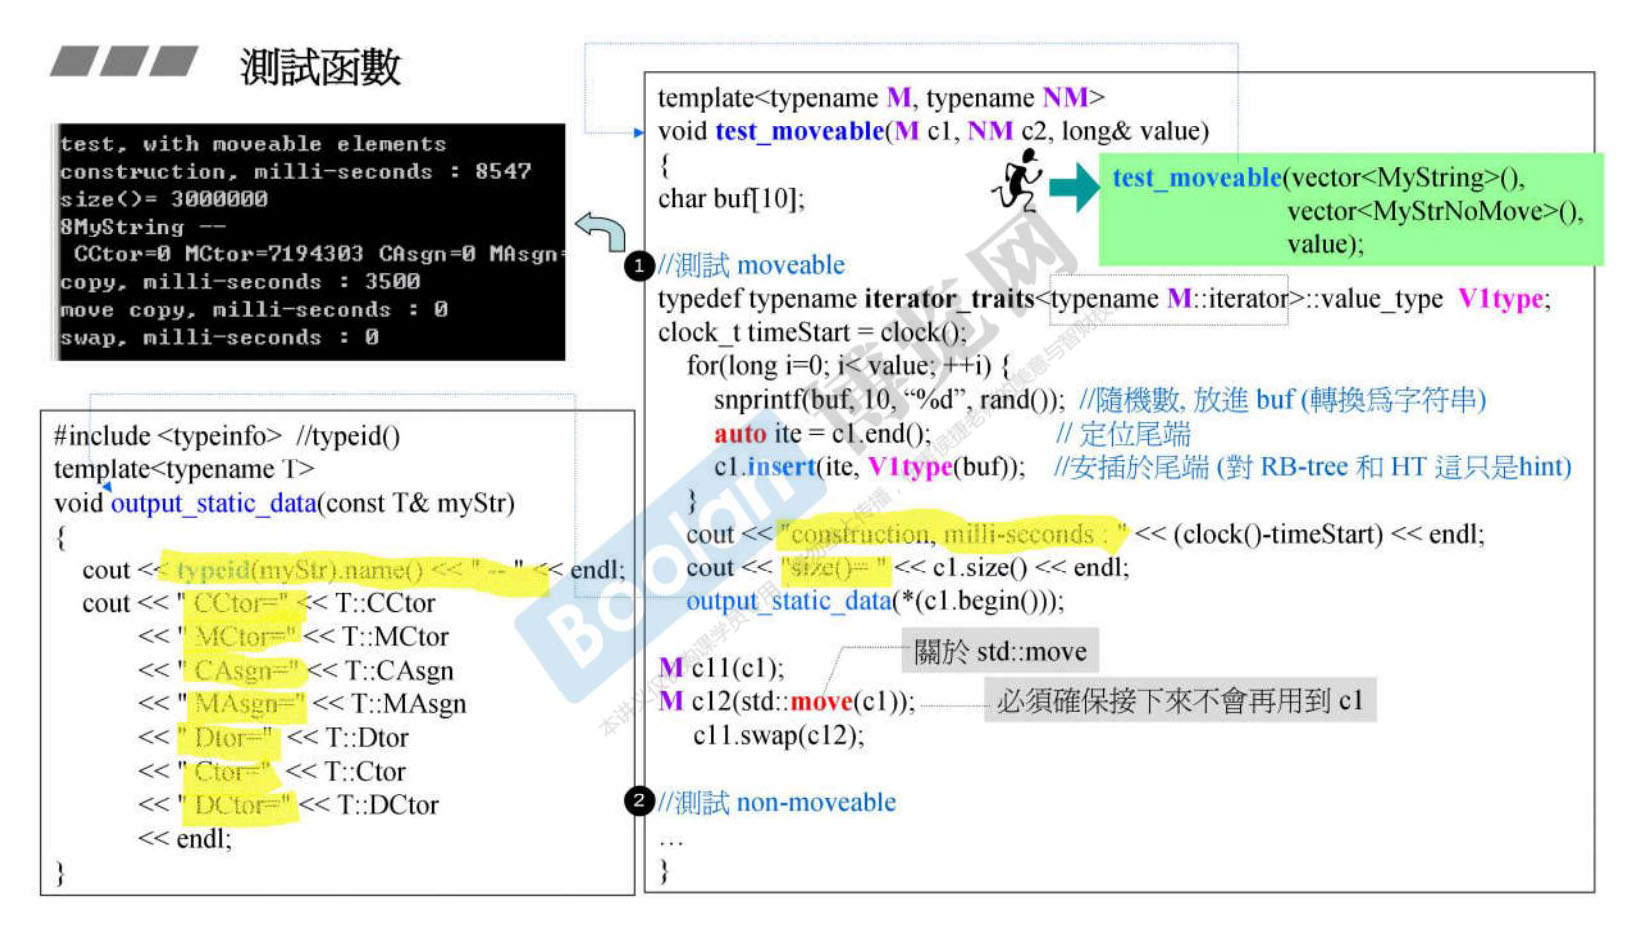 測試函數
test, with moveable elements
construction, milli-seconds : 8547
size()= 3000000
8MyString --
CCtor=0 MCtor=7194303 CAsgn=0 MAsgn=
copy, milli-seconds : 3500
move copy, milli-seconds : 0
swap, milli-seconds : 0
#include <typeinfo> //typeid()
template<typename T>
void output_static_data(const T& myStr)
{
cout << typeid(myStr).name() << " -- " << endl;
cout << " CCtor=" << T::CCtor
<< " MCtor=" << T::MCtor
<< " CAsgn=" << T::CAsgn
<< " MAsgn=" << T::MAsgn
<< " Dtor=" << T::Dtor
<< " Ctor=" << T::Ctor
<< " DCtor=" << T::DCtor
<< endl;
}
template<typename M, typename NM>
void test_moveable(M c1, NM c2, long& value)
{
char buf[10];
test_moveable(vector<MyString>(),
vector<MyStrNoMove>(),
value);
1 //測試 moveable
typedef typename iterator_traits<typename M::iterator>::value_type V1type;
clock_t timeStart = clock();
for(long i=0; i< value; ++i) {
snprintf(buf, 10, “%d”, rand()); //隨機數, 放進 buf (轉換爲字符串)
auto ite = c1.end(); // 定位尾端
c1.insert(ite, V1type(buf)); //安插於尾端 (對 RB-tree 和 HT 這只是hint)
}
cout << "construction, milli-seconds : " << (clock()-timeStart) << endl;
cout << "size()= " << c1.size() << endl;
output_static_data(*(c1.begin()));
關於 std::move
M c11(c1);
M c12(std::move(c1)); 必須確保接下來不會再用到 c1
c11.swap(c12);
2 //測試 non-moveable
…
}
Boolan 博览网